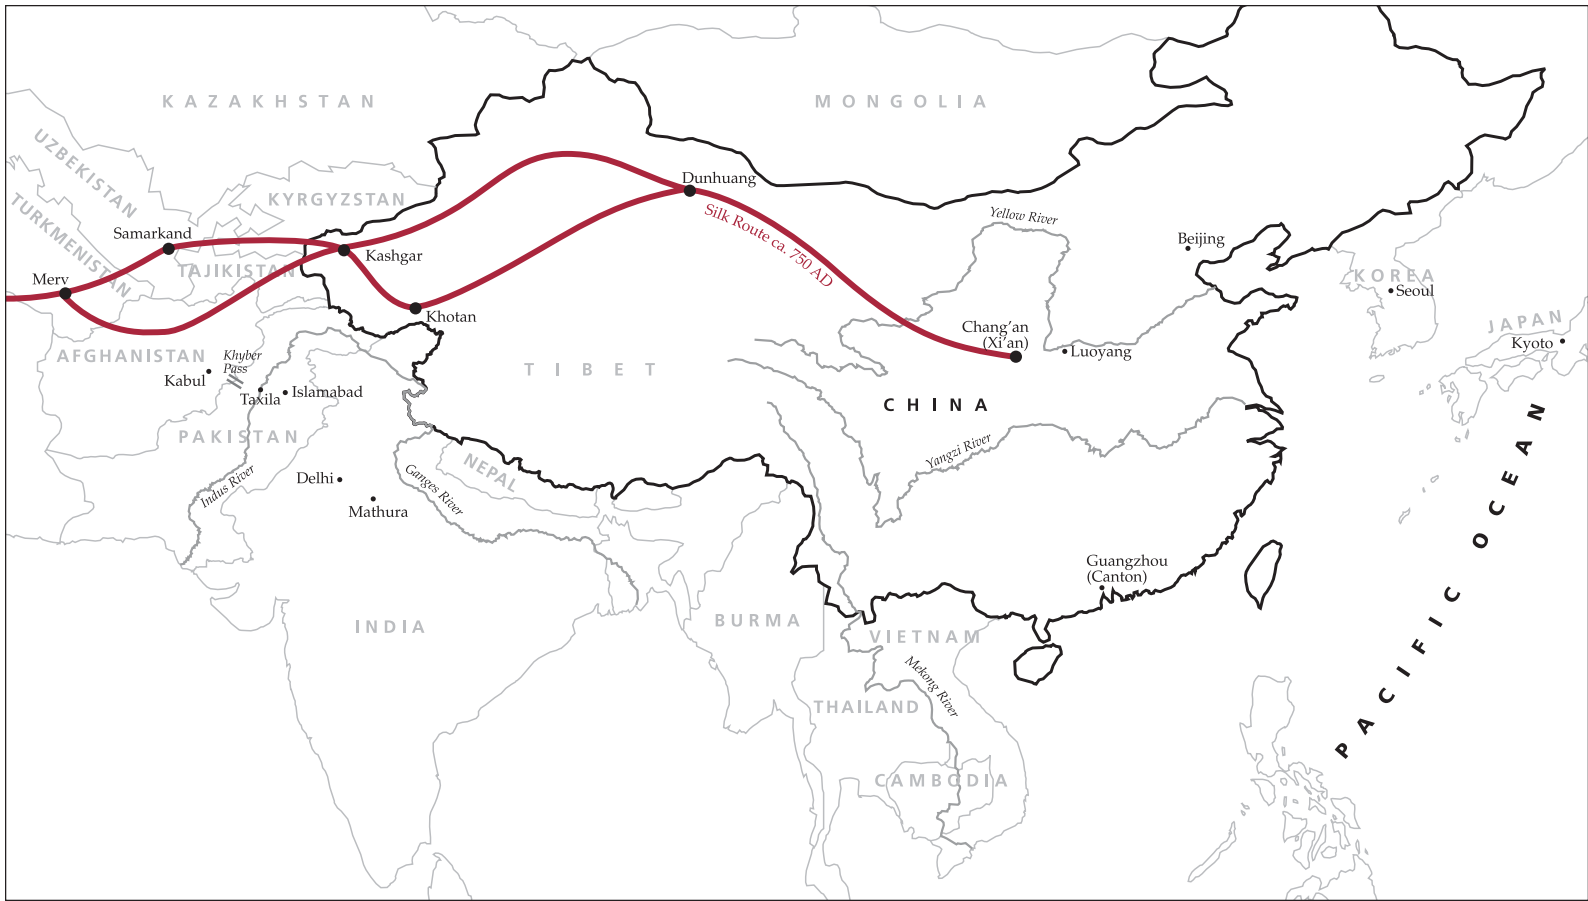 KAZAKHSTAN
MONGOLIA
UZBEKISTAN
KYRGYZSTAN
TURKMENISTAN
Dunhuang
Silk Route ca. 750 AD
Yellow River
Samarkand
Kashgar
Beijing
TAJIKISTAN
Merv
KOREA
Seoul
Khotan
JAPAN
Kyoto
Chang’an
(Xi’an)
Luoyang
AFGHANISTAN
Khyber
Pass
Kabul
TIBET
Taxila
Islamabad
CHINA
PAKISTAN
Yangzi River
NEPAL
Delhi
Indus River
Ganges River
Mathura
PACIFIC OCEAN
Guangzhou
(Canton)
INDIA
BURMA
VIETNAM
Mekong River
THAILAND
CAMBODIA